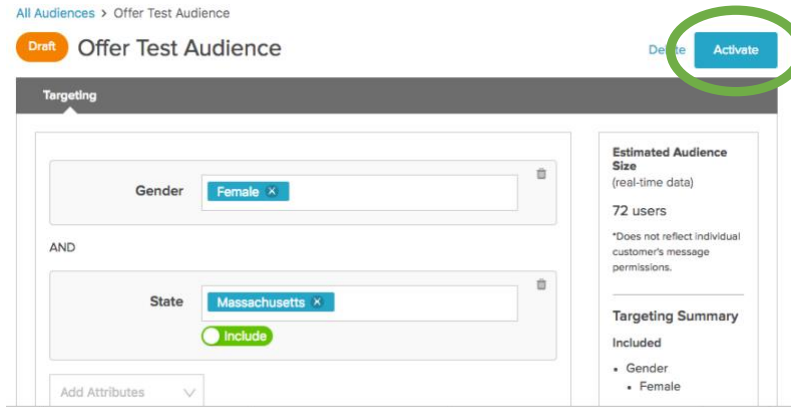 All Audiences > Offer Test Audience
Draft
Offer Test Audience
Delete
Activate
Targeting
Gender
Female
AND
State
Massachusetts
Include
Add Attributes
Estimated Audience
Size
(real-time data)
72 users
*Does not reflect individual
customer's message
permissions.
Targeting Summary
Included
• Gender
• Female